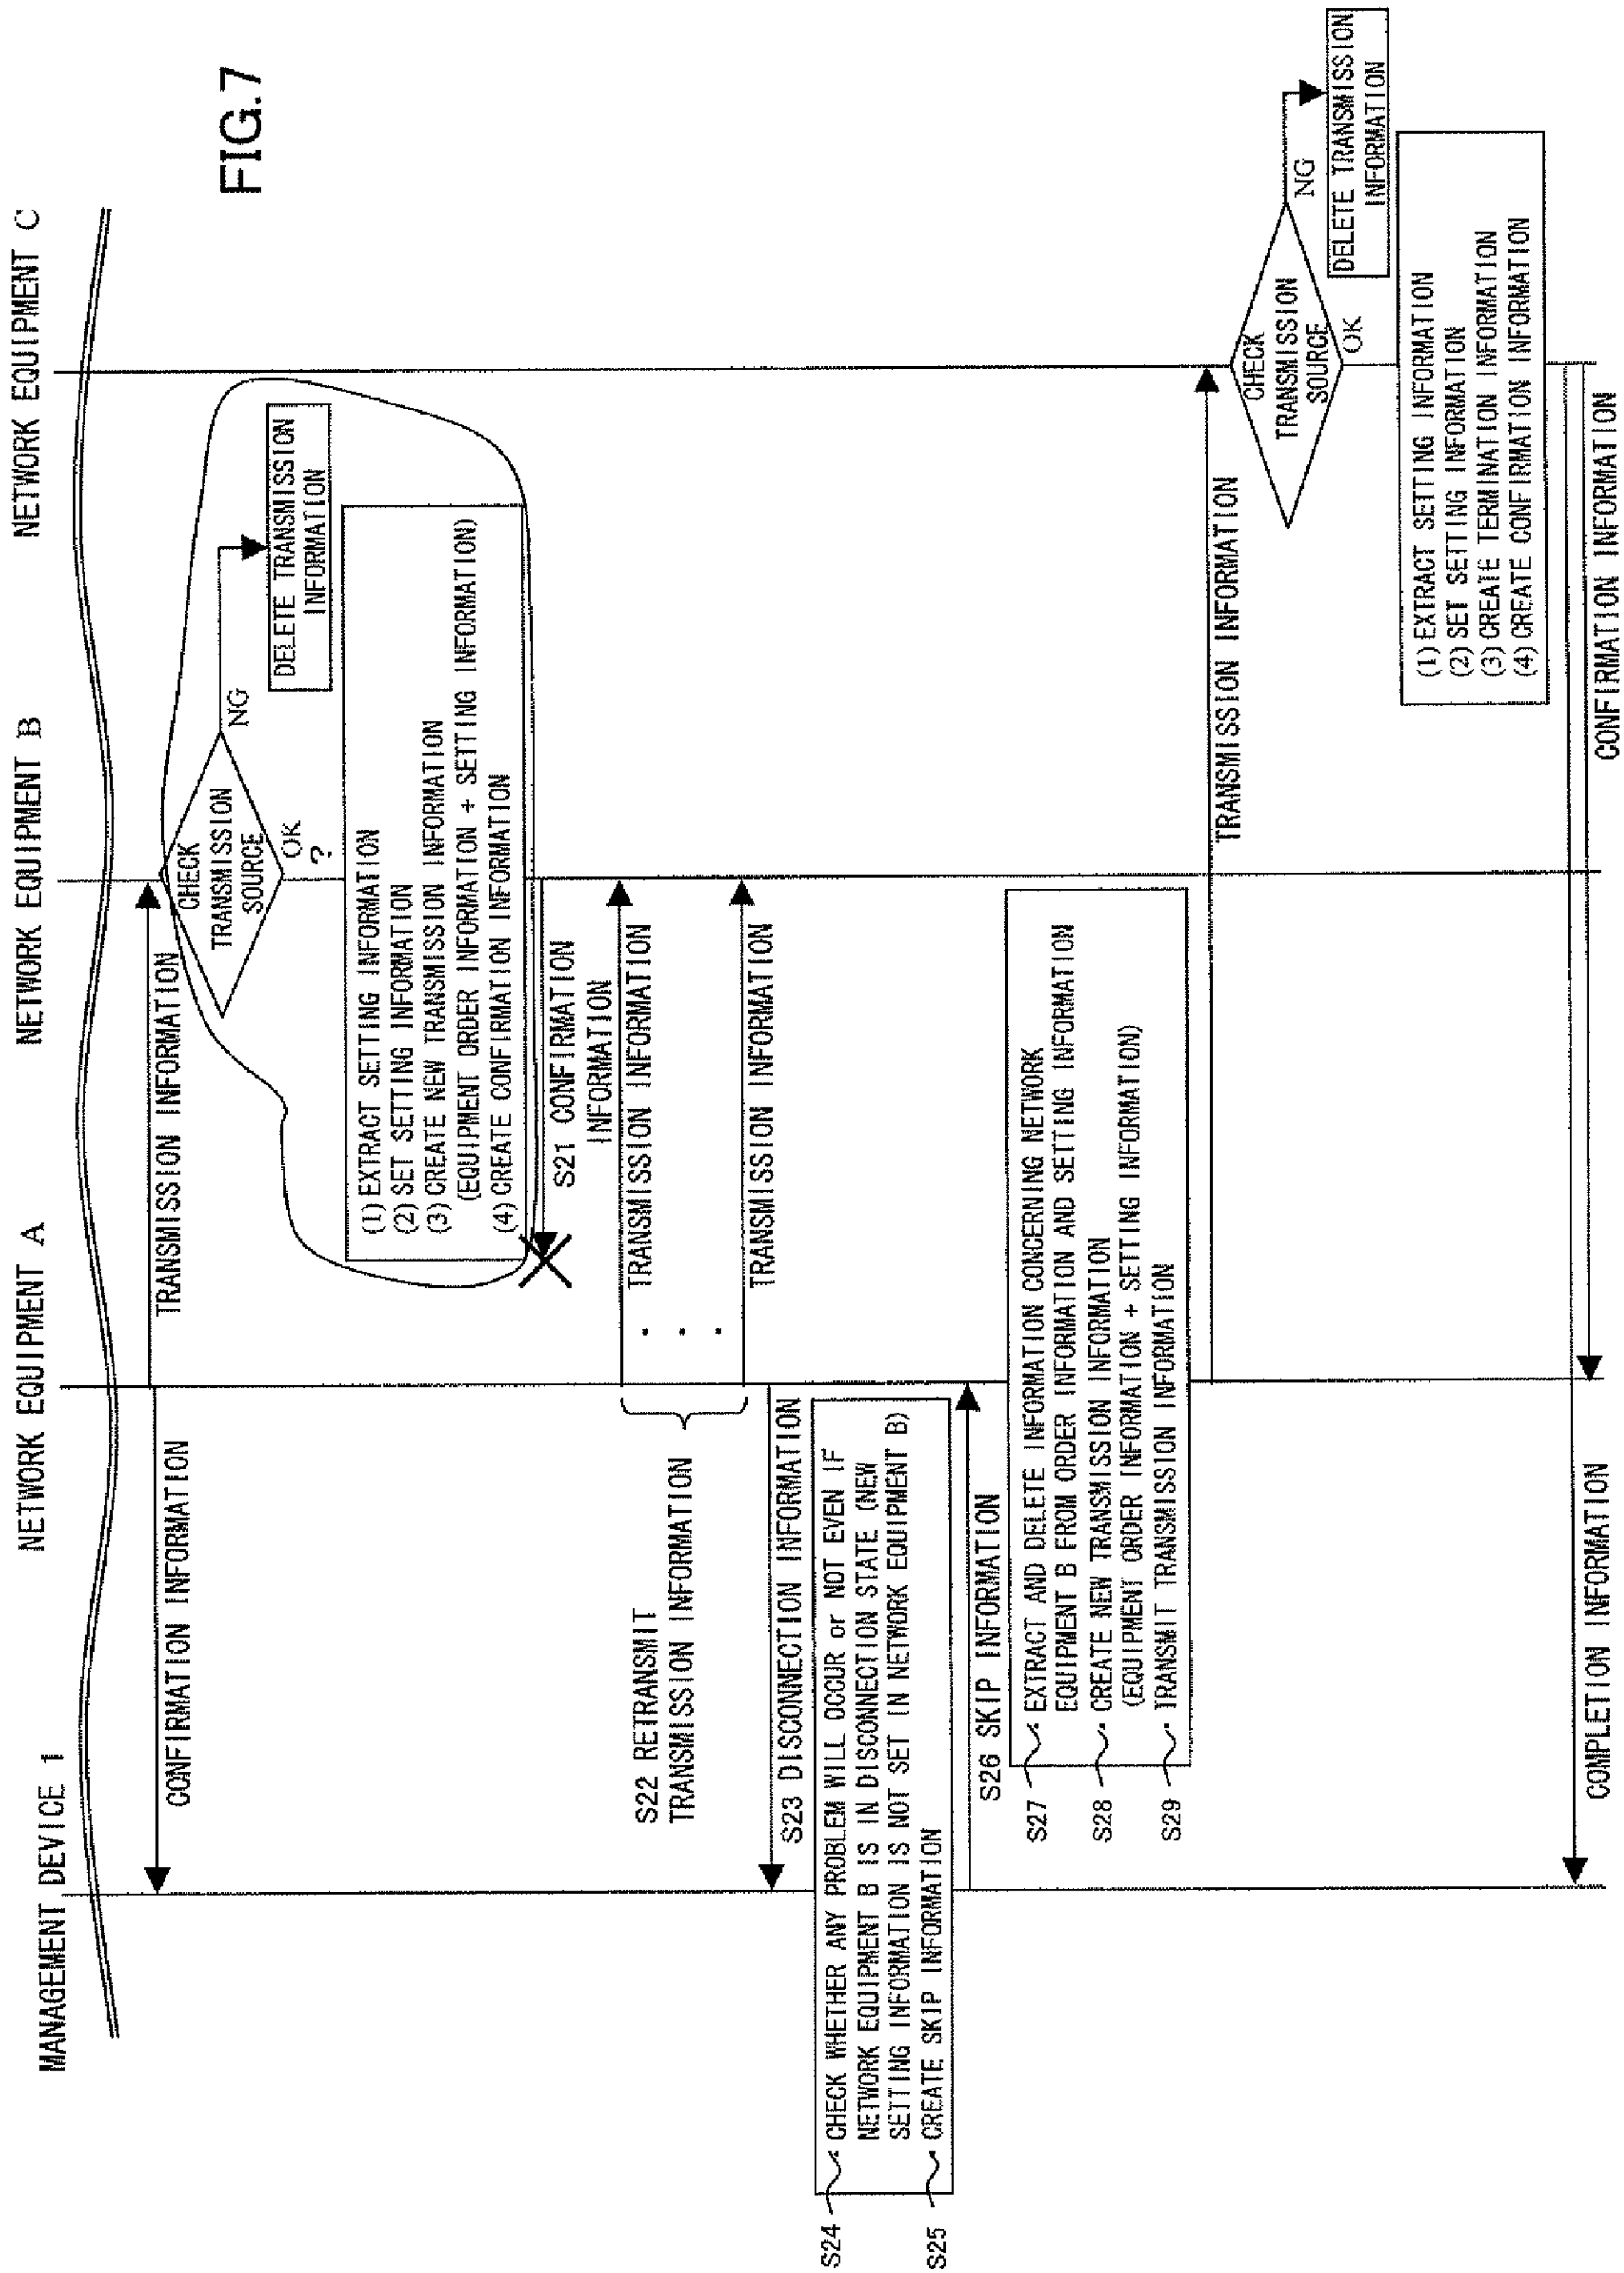 FIG.7
MANAGEMENT DEVICE 1
NETWORK EQUIPMENT A
NETWORK EQUIPMENT B
NETWORK EQUIPMENT C
TRANSMISSION INFORMATION
CONFIRMATION INFORMATION
CHECK
TRANSMISSION
SOURCE
NG
OK
?
DELETE TRANSMISSION
INFORMATION
(1) EXTRACT SETTING INFORMATION
(2) SET SETTING INFORMATION
(3) CREATE NEW TRANSMISSION INFORMATION
(EQUIPMENT ORDER INFORMATION + SETTING INFORMATION)
(4) CREATE CONFIRMATION INFORMATION
S21 CONFIRMATION
INFORMATION
TRANSMISSION INFORMATION
S22 RETRANSMIT
TRANSMISSION INFORMATION
TRANSMISSION INFORMATION
S23 DISCONNECTION INFORMATION
S24 • CHECK WHETHER ANY PROBLEM WILL OCCUR or NOT EVEN IF
NETWORK EQUIPMENT B IS IN DISCONNECTION STATE (NEW
SETTING INFORMATION IS NOT SET IN NETWORK EQUIPMENT B)
S25 • CREATE SKIP INFORMATION
S26 SKIP INFORMATION
S27 • EXTRACT AND DELETE INFORMATION CONCERNING NETWORK
EQUIPMENT B FROM ORDER INFORMATION AND SETTING INFORMATION
S28 • CREATE NEW TRANSMISSION INFORMATION
(EQUIPMENT ORDER INFORMATION + SETTING INFORMATION)
S29 • TRANSMIT TRANSMISSION INFORMATION
TRANSMISSION INFORMATION
CHECK
TRANSMISSION
SOURCE
NG
OK
DELETE TRANSMISSION
INFORMATION
(1) EXTRACT SETTING INFORMATION
(2) SET SETTING INFORMATION
(3) CREATE TERMINATION INFORMATION
(4) CREATE CONFIRMATION INFORMATION
COMPLETION INFORMATION
CONFIRMATION INFORMATION